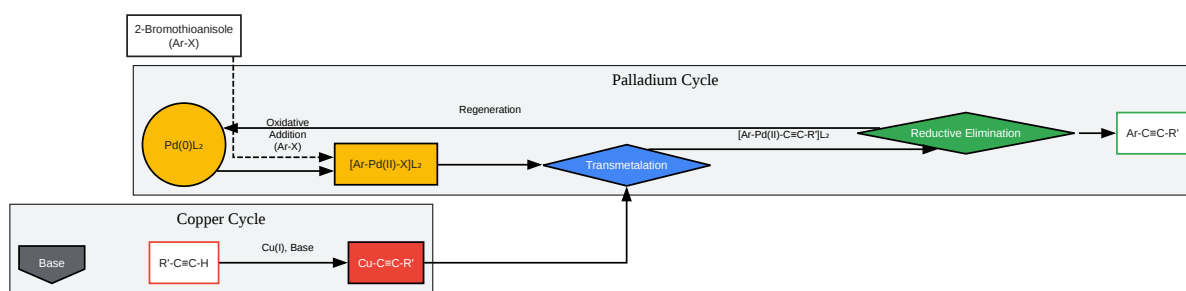 2-Bromothioanisole
(Ar-X)
Palladium Cycle
Regeneration
Oxidative
Addition
(Ar-X)
Pd(0)L₂
[Ar-Pd(II)-X]L₂
Transmetalation
[Ar-Pd(II)-C≡C-R']L₂
Reductive Elimination
Ar-C≡C-R'
Copper Cycle
Base
R'-C≡C-H
Cu(I), Base
Cu-C≡C-R'